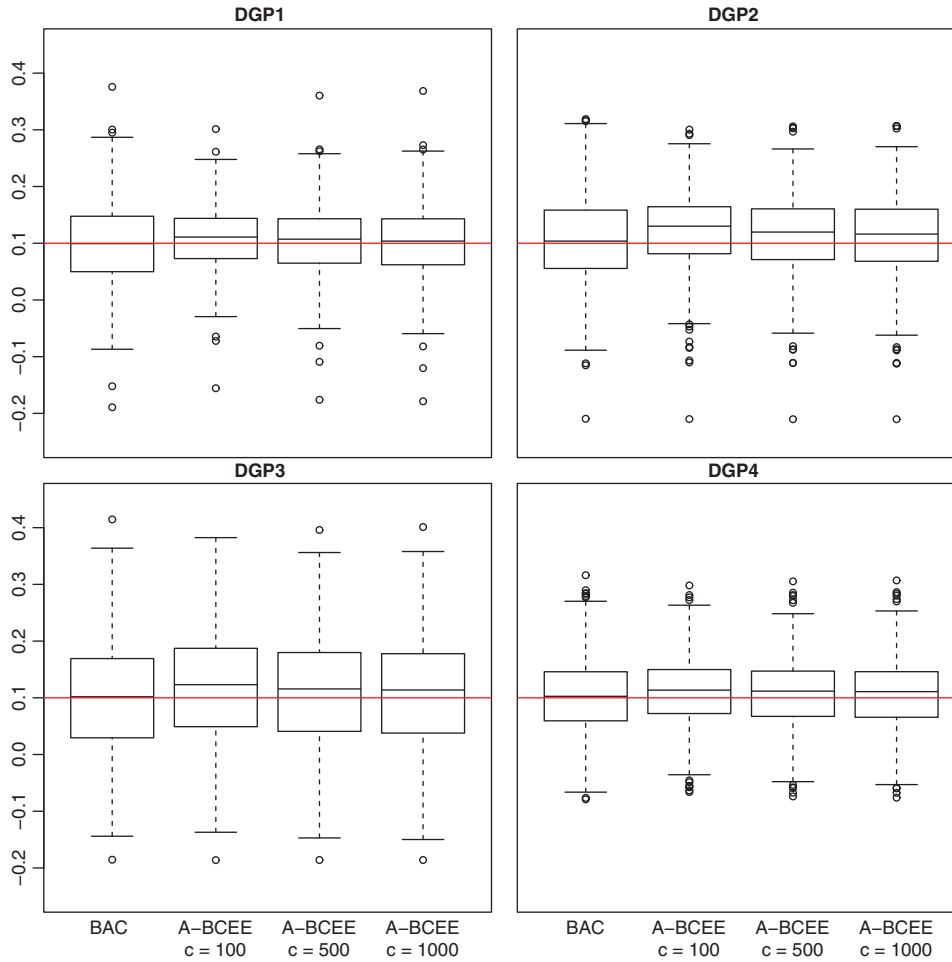 DGP1
DGP2
0.4
0.3
0.2
0.1
0.0
−0.1
−0.2
DGP3
DGP4
0.4
0.3
0.2
0.1
0.0
−0.1
−0.2
BAC A−BCEE A−BCEE A−BCEE BAC A−BCEE A−BCEE A−BCEE
c = 100 c = 500 c = 1000 c = 100 c = 500 c = 1000